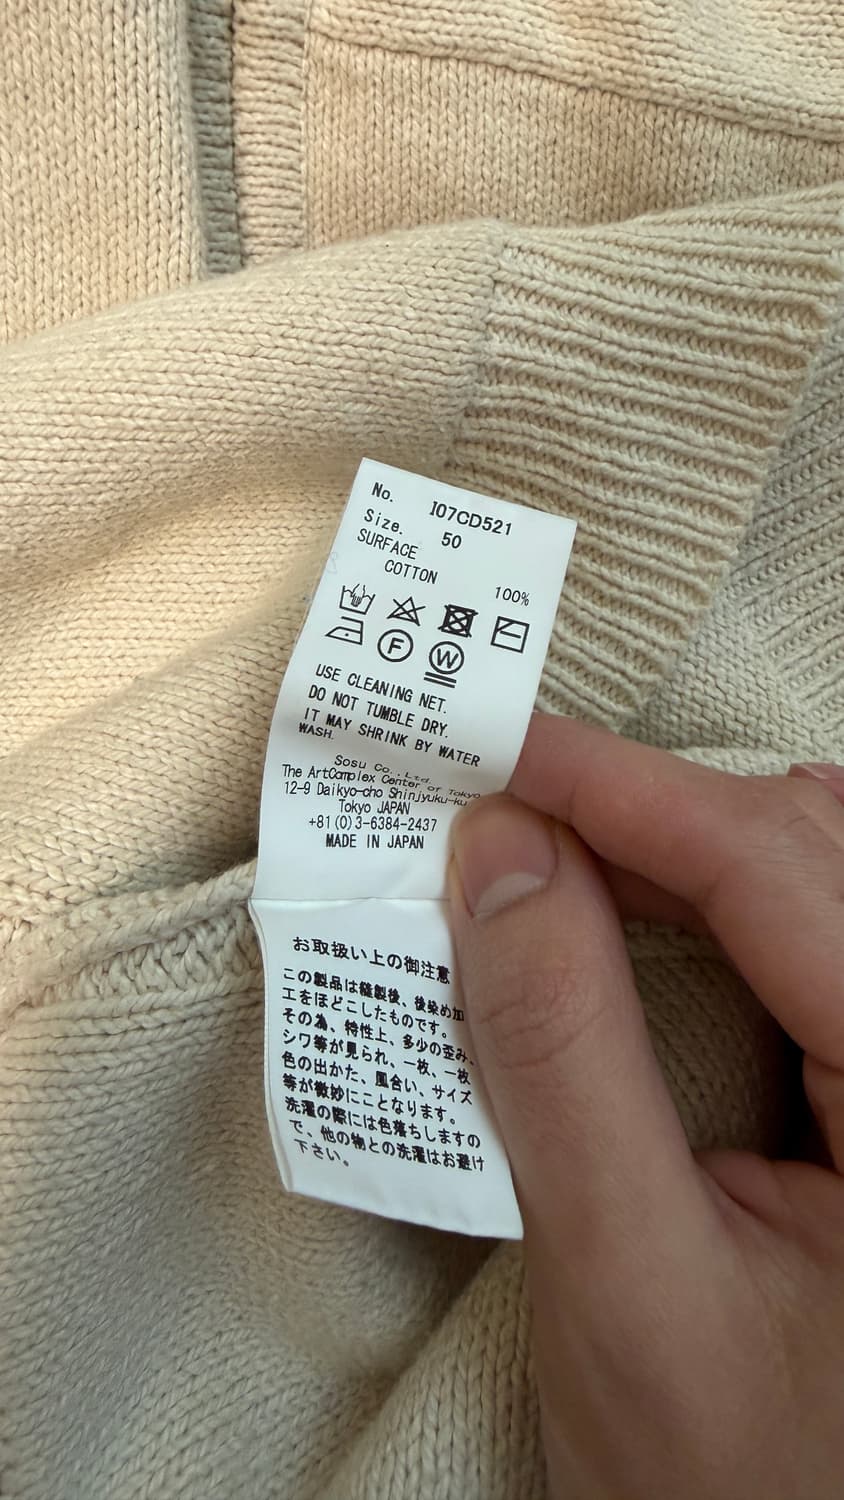 No. I07CD521
Size. 50
SURFACE
COTTON 100%
F W
USE CLEANING NET.
DO NOT TUMBLE DRY.
IT MAY SHRINK BY WATER
WASH.
Sosu Co.,Ltd.
The ArtComplex Center of Tokyo
12-9 Daikyo-cho Shinjyuku-ku
Tokyo JAPAN
+81(0)3-6384-2437
MADE IN JAPAN
お取扱い上の御注意
この製品は縫製後、後染め加
工をほどこしたものです。
その為、特性上、多少の歪み、
シワ等が見られ、一枚、一枚
色の出かた、風合い、サイズ
等が微妙にことなります。
洗濯の際には色落ちしますの
で、他の物との洗濯はお避け
下さい。